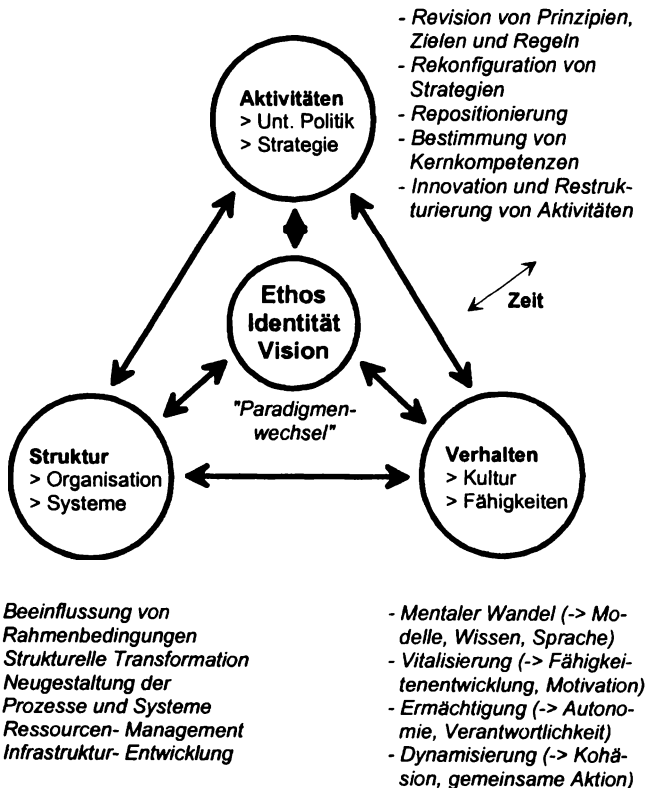 - Revision von Prinzipien,
Zielen und Regeln
- Rekonfiguration von
Strategien
- Repositionierung
- Bestimmung von
Kernkompetenzen
- Innovation und Restruk-
turierung von Aktivitäten
Aktivitäten
> Unt. Politik
> Strategie
Zeit
Ethos
Identität
Vision
"Paradigmen-
wechsel"
Struktur
> Organisation
> Systeme
Verhalten
> Kultur
> Fähigkeiten
Beeinflussung von
Rahmenbedingungen
Strukturelle Transformation
Neugestaltung der
Prozesse und Systeme
Ressourcen- Management
Infrastruktur- Entwicklung
- Mentaler Wandel (-> Mo-
delle, Wissen, Sprache)
- Vitalisierung (-> Fähigkei-
tenentwicklung, Motivation)
- Ermächtigung (-> Autono-
mie, Verantwortlichkeit)
- Dynamisierung (-> Kohä-
sion, gemeinsame Aktion)